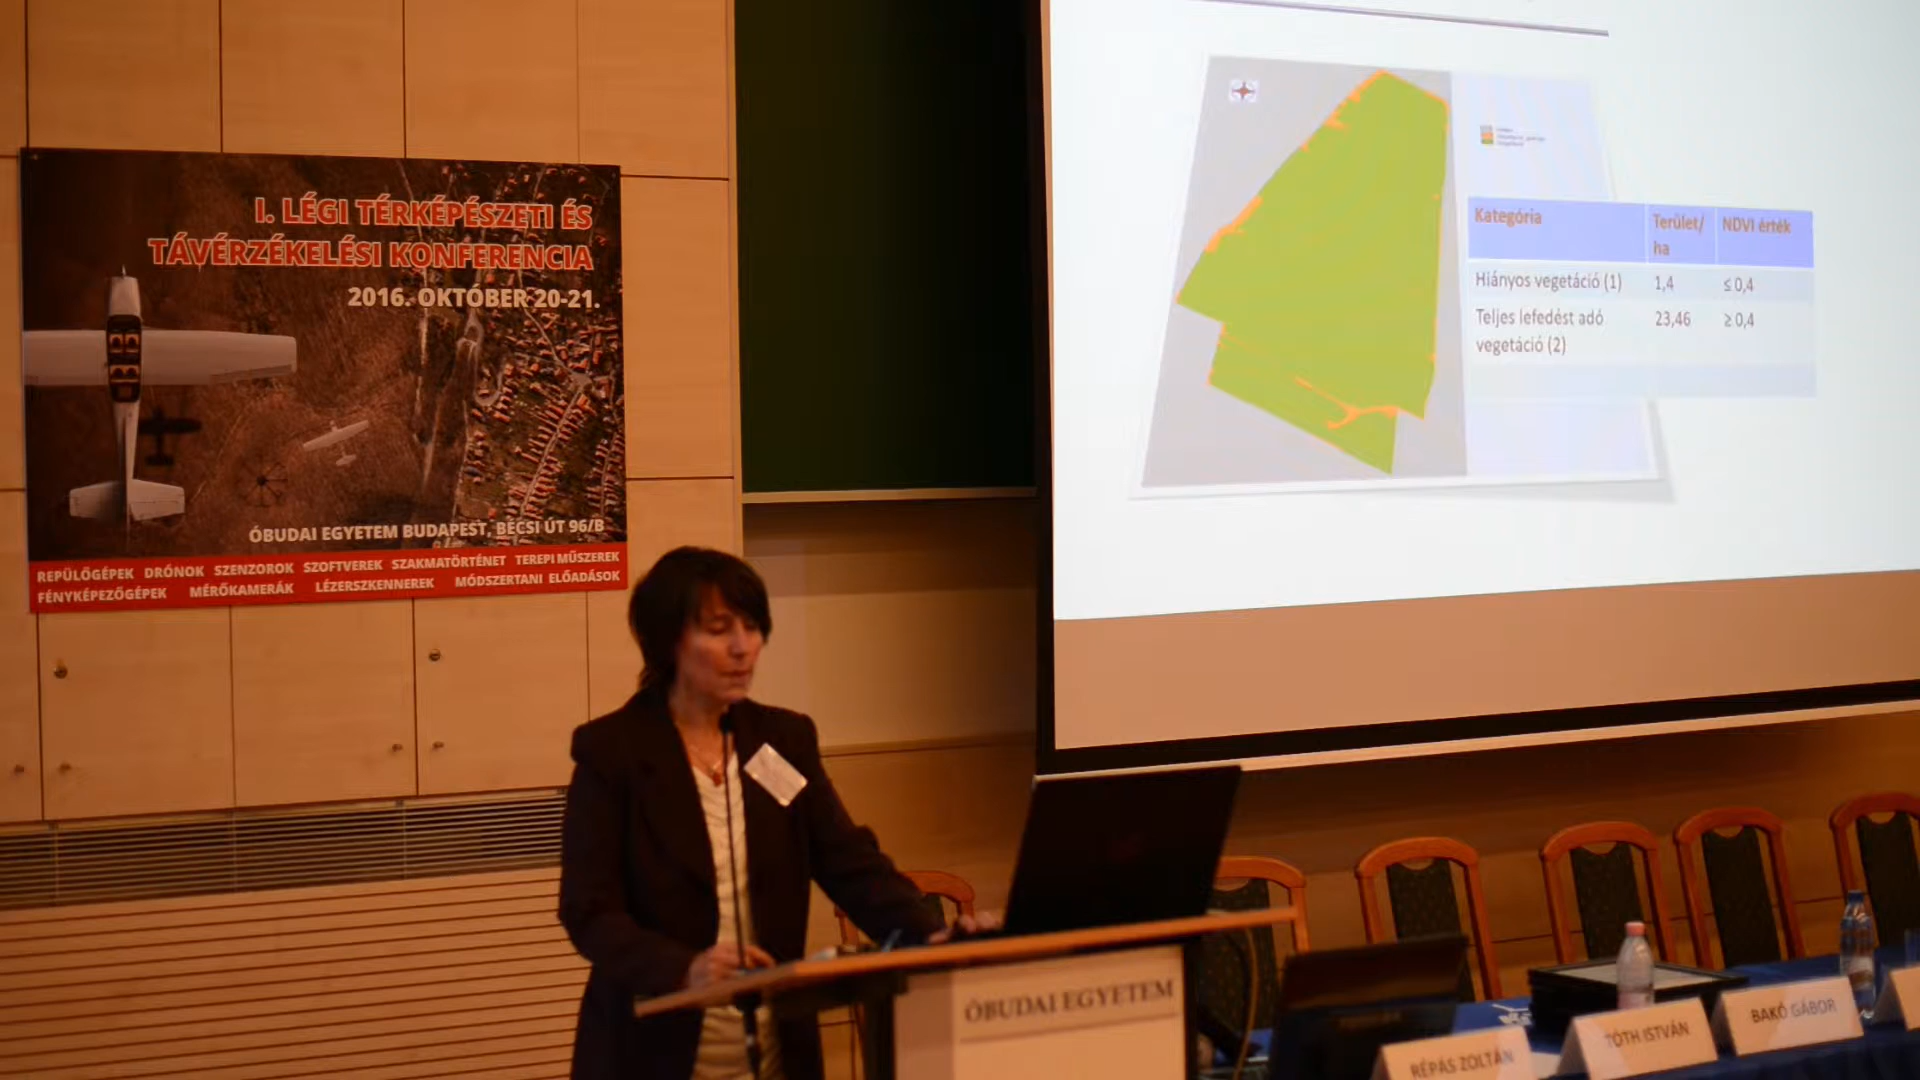 I. LÉGI TÉRKÉPÉSZETI ÉS
TÁVÉRZÉKELÉSI KONFERENCIA
2016. OKTÓBER 20-21.
ÓBUDAI EGYETEM BUDAPEST, BÉCSI ÚT 96/B
REPÜLŐGÉPEK DRÓNOK SZENZOROK SZOFTVEREK SZAKMATÖRTÉNET TEREPI MŰSZEREK
FÉNYKÉPEZŐGÉPEK MÉRŐKAMERÁK LÉZERSZKENNEREK MÓDSZERTANI ELŐADÁSOK
Kategória Terület/ NDVI érték
ha
Hiányos vegetáció (1) 1,4 ≤ 0,4
Teljes lefedést adó 23,46 ≥ 0,4
vegetáció (2)
ÓBUDAI EGYETEM
RÉPÁS ZOLTÁN
TÓTH ISTVÁN
BAKÓ GÁBOR